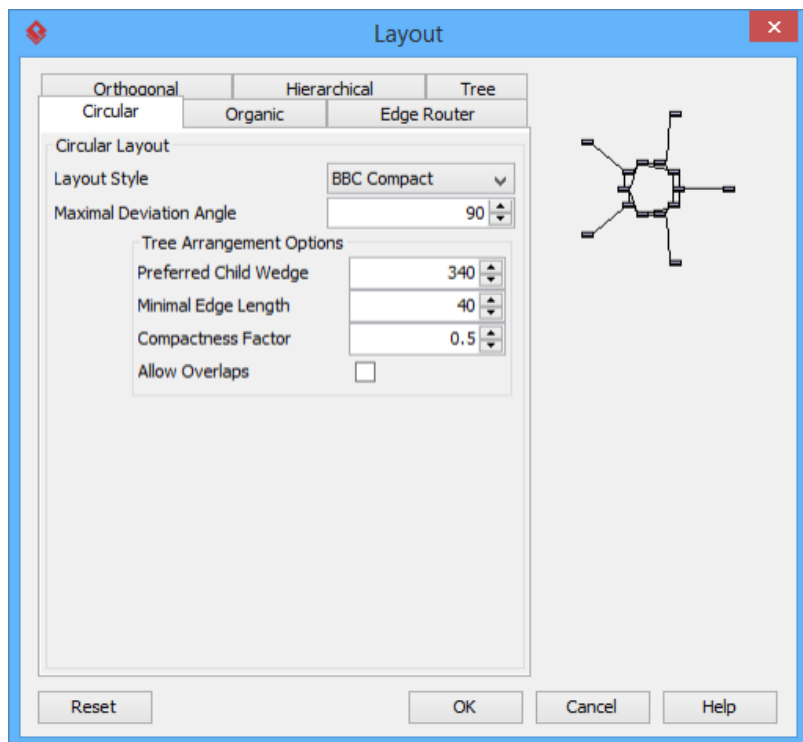 Layout
Orthogonal Hierarchical Tree
Circular Organic Edge Router
Circular Layout
Layout Style BBC Compact
Maximal Deviation Angle 90
Tree Arrangement Options
Preferred Child Wedge 340
Minimal Edge Length 40
Compactness Factor 0.5
Allow Overlaps
Reset OK Cancel Help